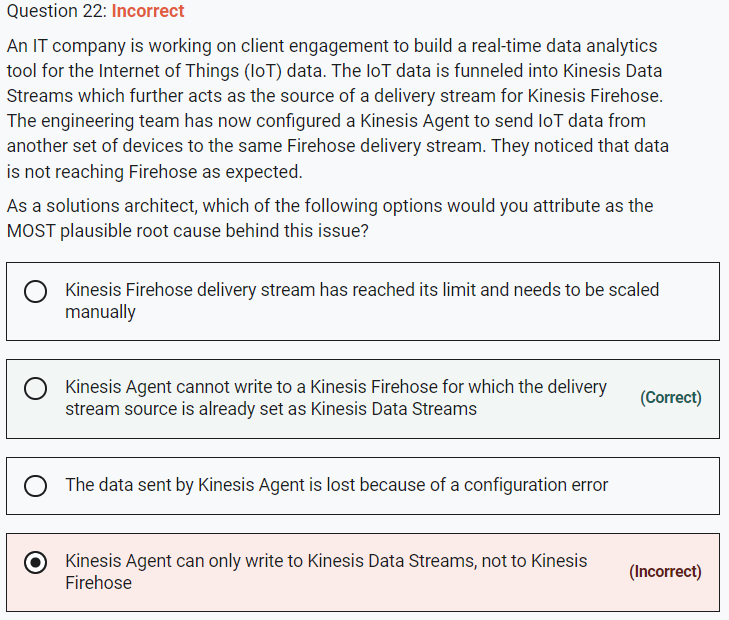 Question 22: Incorrect
An IT company is working on client engagement to build a real-time data analytics
tool for the Internet of Things (IoT) data. The IoT data is funneled into Kinesis Data
Streams which further acts as the source of a delivery stream for Kinesis Firehose.
The engineering team has now configured a Kinesis Agent to send IoT data from
another set of devices to the same Firehose delivery stream. They noticed that data
is not reaching Firehose as expected.
As a solutions architect, which of the following options would you attribute as the
MOST plausible root cause behind this issue?
Kinesis Firehose delivery stream has reached its limit and needs to be scaled
manually
Kinesis Agent cannot write to a Kinesis Firehose for which the delivery
stream source is already set as Kinesis Data Streams
(Correct)
The data sent by Kinesis Agent is lost because of a configuration error
Kinesis Agent can only write to Kinesis Data Streams, not to Kinesis
Firehose
(Incorrect)